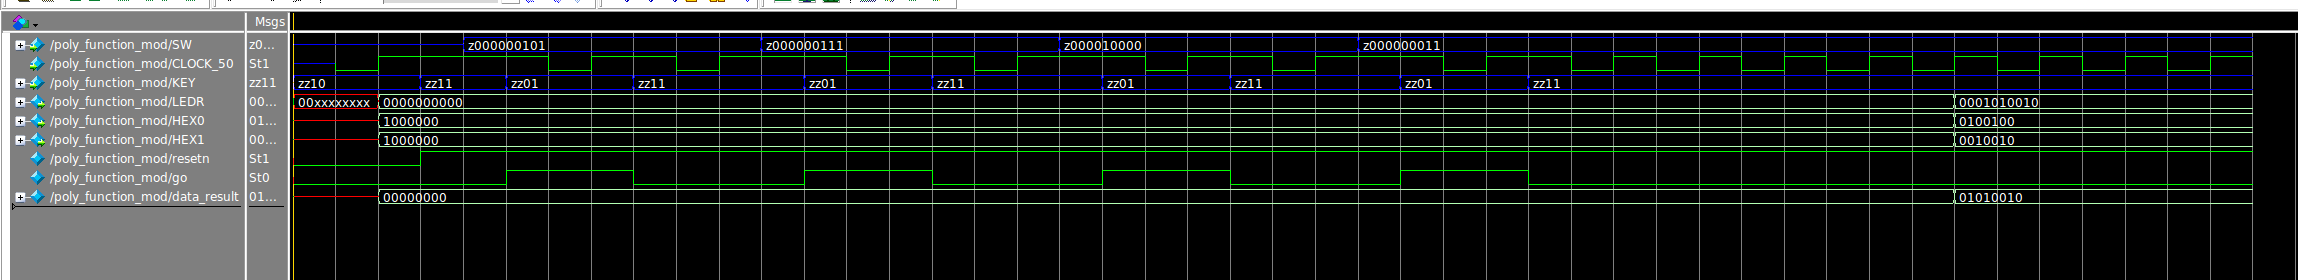 Msgs
/poly_function_mod/SW z0... z000000101 z000000111 z000010000 z000000011
/poly_function_mod/CLOCK_50 St1
/poly_function_mod/KEY zz11 zz10 zz11 zz01 zz11 zz01 zz11 zz01 zz11 zz01 zz11
/poly_function_mod/LEDR 00... 00xxxxxxxx 0000000000 0001010010
/poly_function_mod/HEX0 01... 1000000 0100100
/poly_function_mod/HEX1 00... 1000000 0010010
/poly_function_mod/resetn St1
/poly_function_mod/go St0
/poly_function_mod/data_result 01... 00000000 01010010